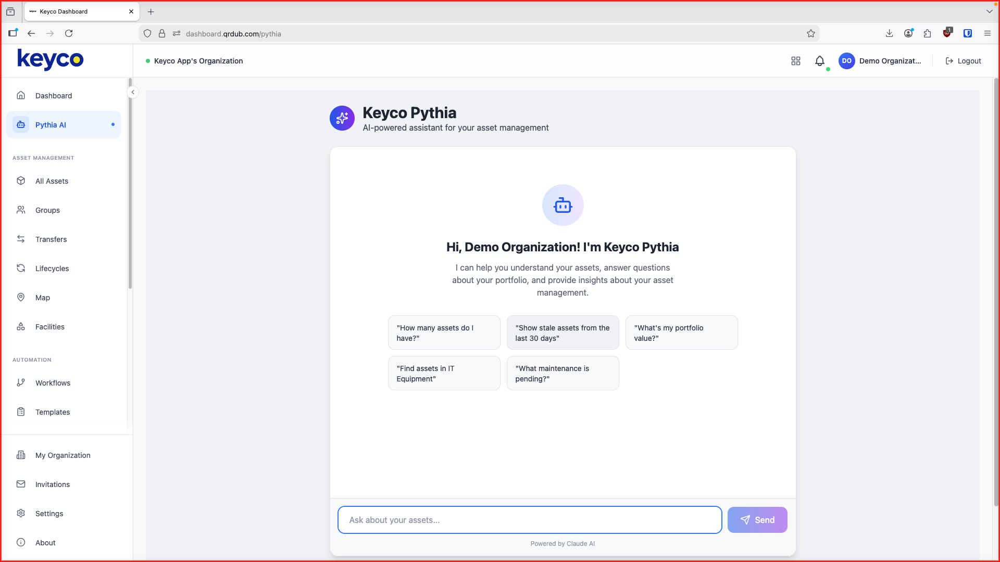 Keyco Dashboard
dashboard.qrdub.com/pythia
1
keyco
Keyco App's Organization
DO
Demo Organizat...
Logout
Dashboard
Pythia AI
ASSET MANAGEMENT
All Assets
Groups
Transfers
Lifecycles
Map
Facilities
AUTOMATION
Workflows
Templates
My Organization
Invitations
Settings
About
Keyco Pythia
AI-powered assistant for your asset management
Hi, Demo Organization! I'm Keyco Pythia
I can help you understand your assets, answer questions
about your portfolio, and provide insights about your asset
management.
"How many assets do I
have?"
"Show stale assets from the
last 30 days"
"What's my portfolio
value?"
"Find assets in IT
Equipment"
"What maintenance is
pending?"
Ask about your assets...
Send
Powered by Claude AI